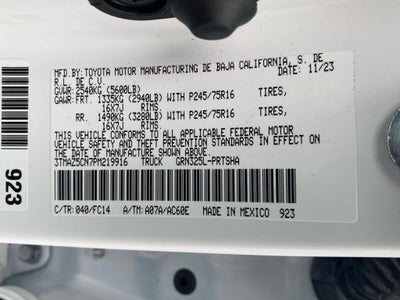 MFD.BY:TOYOTA MOTOR MANUFACTURING DE BAJA CALIFORNIA, S. DE
R.L. DE C.V. 11/23
GVWR:2540KG (5600LB)
GAWR:FRT. 1335KG (2940LB) WITH P245/75R16 TIRES,
16X7J RIMS.
RR. 1490KG (3280LB) WITH P245/75R16 TIRES,
16X7J RIMS.
THIS VEHICLE CONFORMS TO ALL APPLICABLE FEDERAL MOTOR
VEHICLE SAFETY AND THEFT PREVENTION STANDARDS IN EFFECT ON
THE DATE OF MANUFACTURE SHOWN ABOVE.
3TMAZ5CN7PM219916 TRUCK GRN325L-PRTSHA
C/TR:040/FC14 A/TM:A07A/AC60E MADE IN MEXICO 923
923